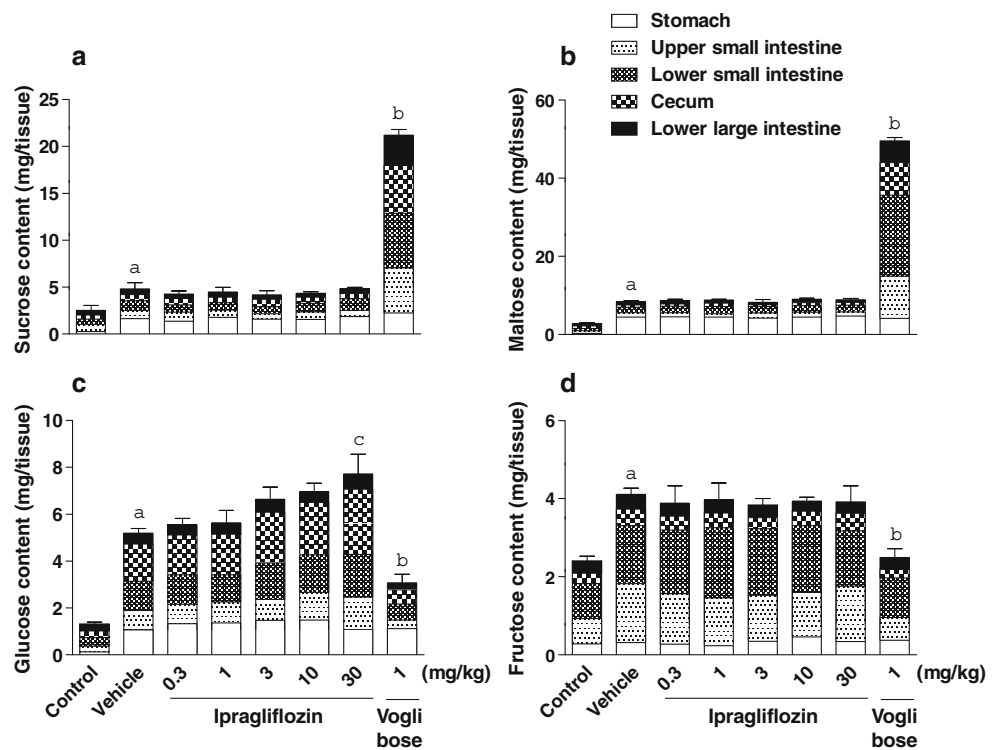 Stomach
Upper small intestine
Lower small intestine
Cecum
Lower large intestine
a
Sucrose content (mg/tissue)
25
20
15
10
5
0
a
b
b
Maltose content (mg/tissue)
60
40
20
0
a
b
c
Glucose content (mg/tissue)
10
8
6
4
2
0
a
c
b
Control
Vehicle
0.3
1
3
10
30
1
(mg/kg)
Ipragliflozin
Vogli
bose
d
Fructose content (mg/tissue)
6
4
2
0
a
b
Control
Vehicle
0.3
1
3
10
30
1
(mg/kg)
Ipragliflozin
Vogli
bose